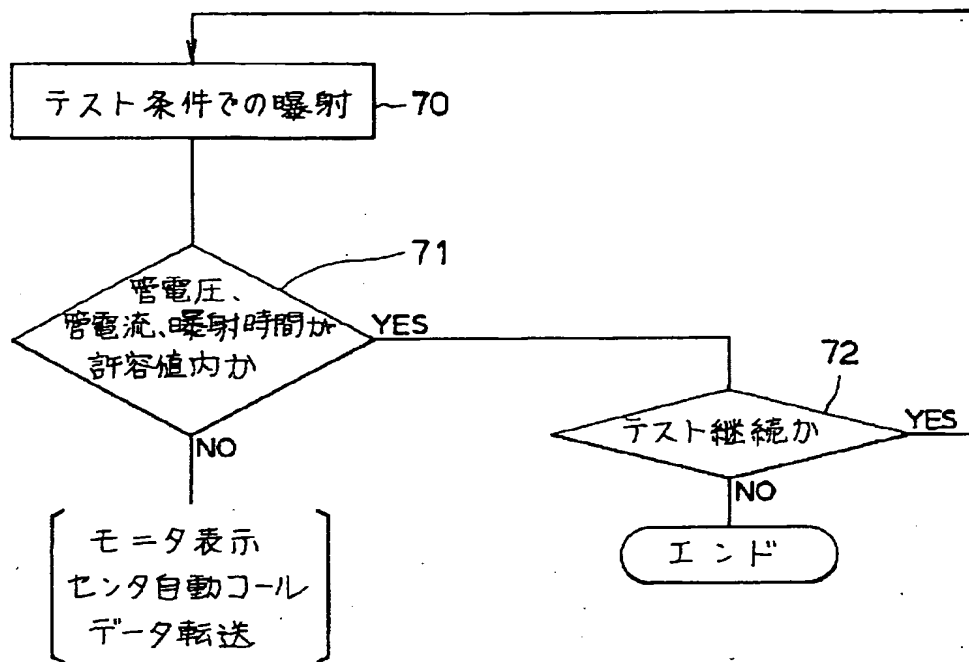 テスト条件での曝射
70
71
管電圧、
管電流、曝射時間が
許容値内か
YES
72
テスト継続か
YES
NO
NO
モニタ表示
センタ自動コール
データ転送
エンド